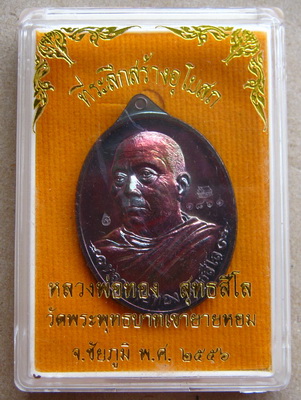 ที่ระลึกสร้างอุโบสถ
หลวงพ่อทอง สุทธสีโล
วัดพระพุทธบาทเขายายหอม
จ.ชัยภูมิ พ.ศ. ๒๕๕๖